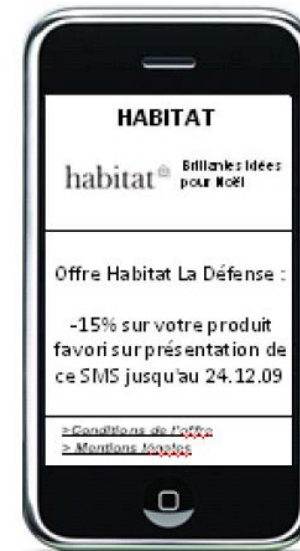 HABITAT
habitat
Brillantes Idées
pour Noël
Offre Habitat La Défense :
-15% sur votre produit
favori sur présentation de
ce SMS jusqu'au 24.12.09
>Conditions de l'offre
> Mentions légales